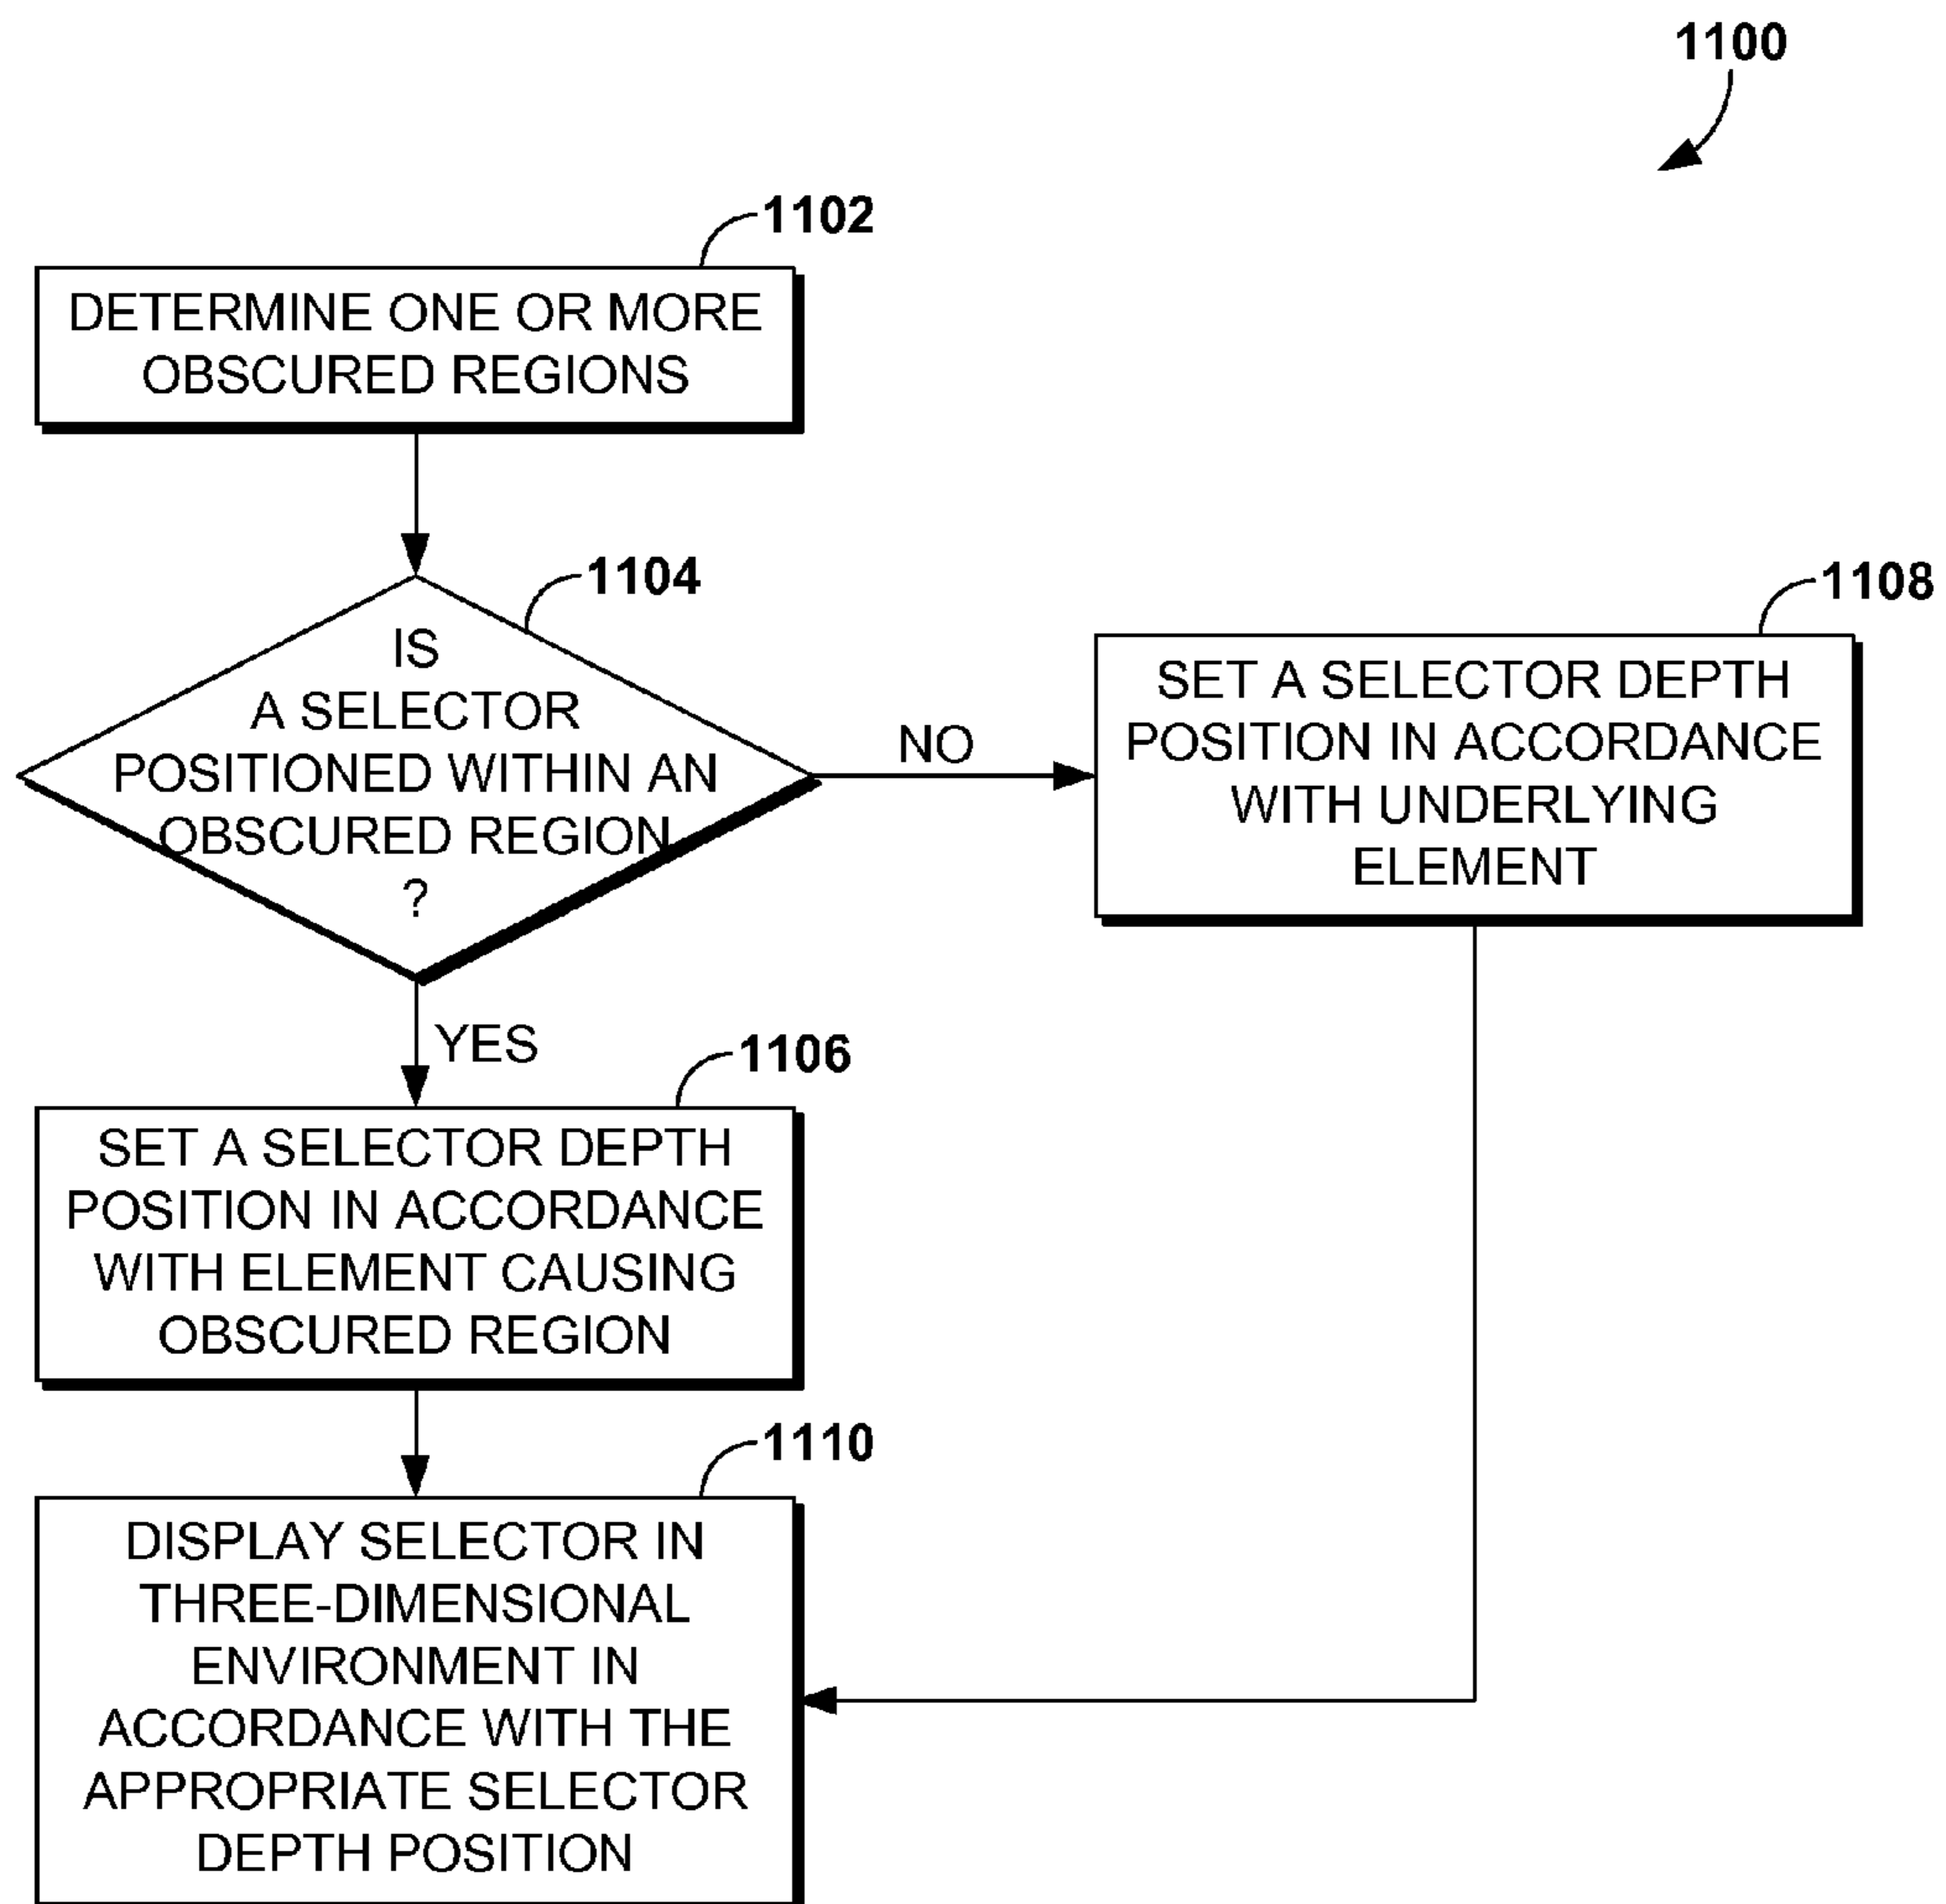 1100
1102
DETERMINE ONE OR MORE
OBSCURED REGIONS
1104
IS
A SELECTOR
POSITIONED WITHIN AN
OBSCURED REGION
?
NO
1108
SET A SELECTOR DEPTH
POSITION IN ACCORDANCE
WITH UNDERLYING
ELEMENT
YES
1106
SET A SELECTOR DEPTH
POSITION IN ACCORDANCE
WITH ELEMENT CAUSING
OBSCURED REGION
1110
DISPLAY SELECTOR IN
THREE-DIMENSIONAL
ENVIRONMENT IN
ACCORDANCE WITH THE
APPROPRIATE SELECTOR
DEPTH POSITION